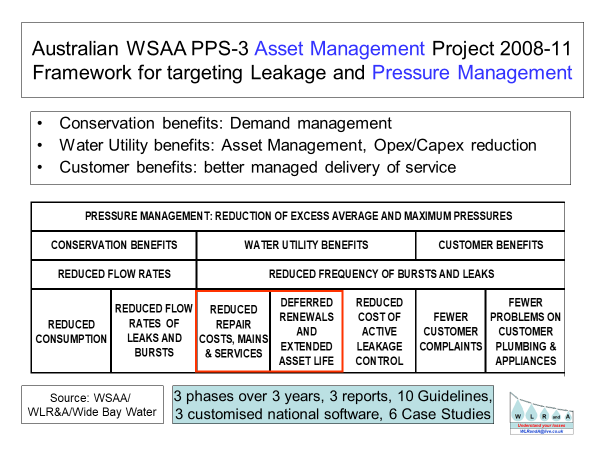 Australian WSAA PPS-3 Asset Management Project 2008-11
Framework for targeting Leakage and Pressure Management
• Conservation benefits: Demand management
• Water Utility benefits: Asset Management, Opex/Capex reduction
• Customer benefits: better managed delivery of service
PRESSURE MANAGEMENT: REDUCTION OF EXCESS AVERAGE AND MAXIMUM PRESSURES
CONSERVATION BENEFITS
WATER UTILITY BENEFITS
CUSTOMER BENEFITS
REDUCED FLOW RATES
REDUCED FREQUENCY OF BURSTS AND LEAKS
REDUCED
CONSUMPTION
REDUCED FLOW
RATES OF
LEAKS AND
BURSTS
REDUCED
REPAIR
COSTS, MAINS
& SERVICES
DEFERRED
RENEWALS
AND
EXTENDED
ASSET LIFE
REDUCED
COST OF
ACTIVE
LEAKAGE
CONTROL
FEWER
CUSTOMER
COMPLAINTS
FEWER
PROBLEMS ON
CUSTOMER
PLUMBING &
APPLIANCES
Source: WSAA/
WLR&A/Wide Bay Water
3 phases over 3 years, 3 reports, 10 Guidelines,
3 customised national software, 6 Case Studies
W L R and A
Understand your losses
WLRandA@live.co.uk